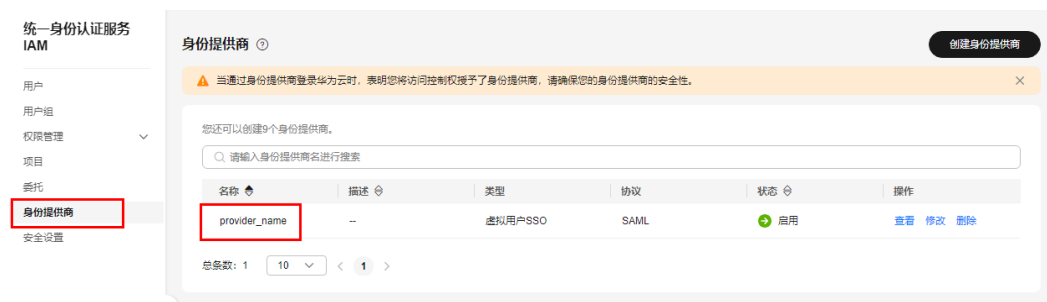 统一身份认证服务
IAM
用户
用户组
权限管理
项目
委托
身份提供商
安全设置
身份提供商
创建身份提供商
当通过身份提供商登录华为云时，表明您将访问控制权授予了身份提供商，请确保您的身份提供商的安全性。
您还可以创建9个身份提供商。
请输入身份提供商名进行搜索
名称 描述 类型 协议 状态 操作
provider_name -- 虚拟用户SSO SAML 启用 查看 修改 删除
总条数：1 10 1